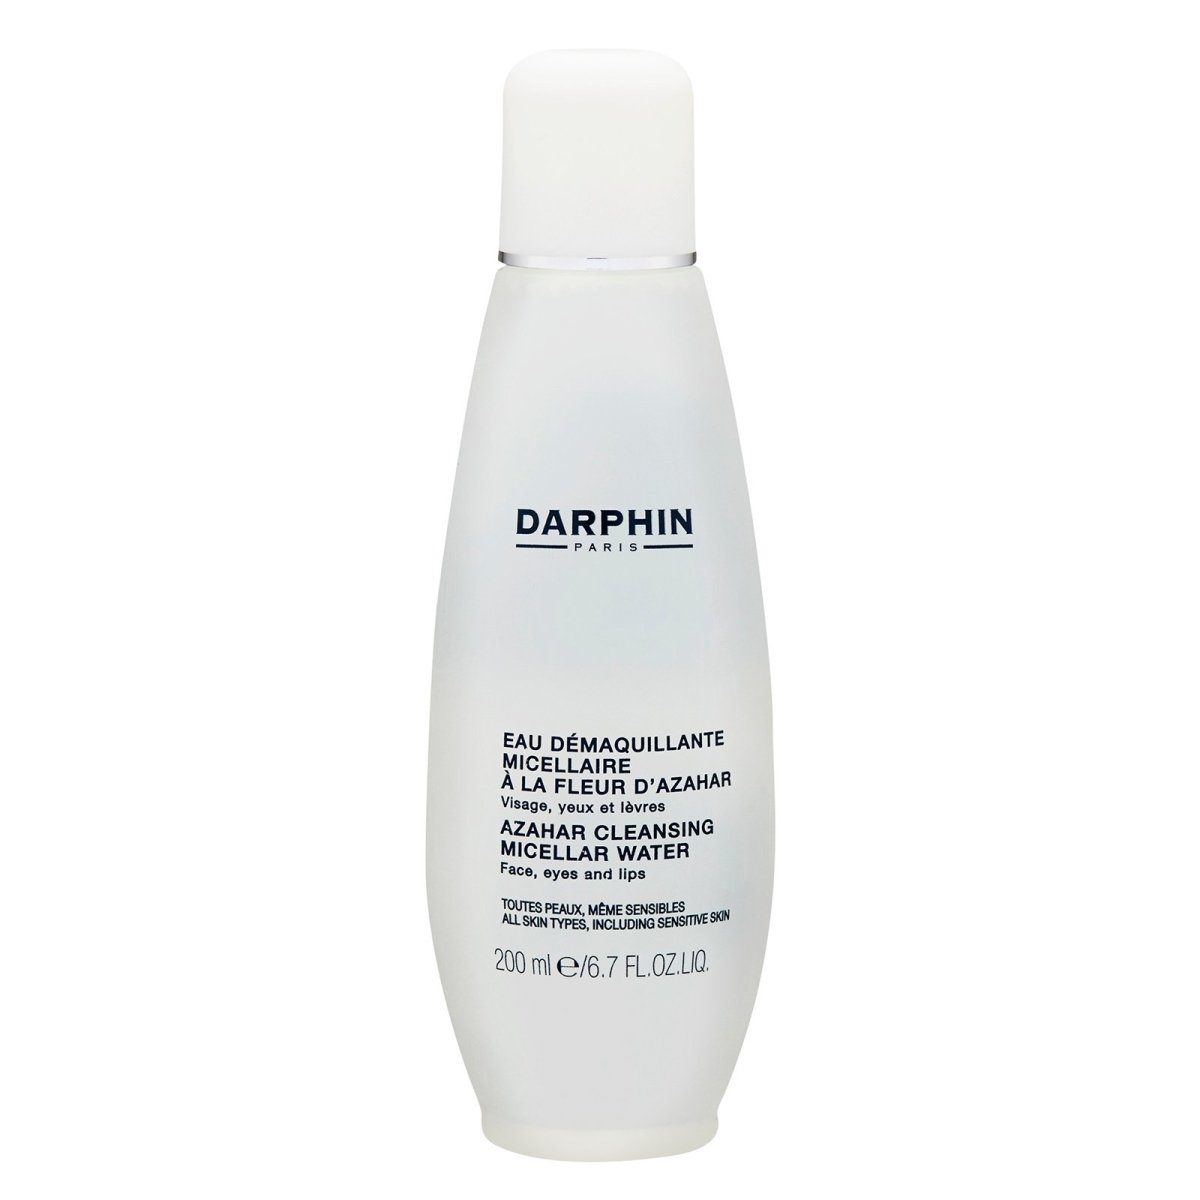 DARPHIN
PARIS
EAU DÉMAQUILLANTE
MICELLAIRE
À LA FLEUR D'AZAHAR
Visage, yeux et lèvres
AZAHAR CLEANSING
MICELLAR WATER
Face, eyes and lips
TOUTES PEAUX, MÊME SENSIBLES
ALL SKIN TYPES, INCLUDING SENSITIVE SKIN
200 ml ℮/6.7 FL.OZ.LIQ.